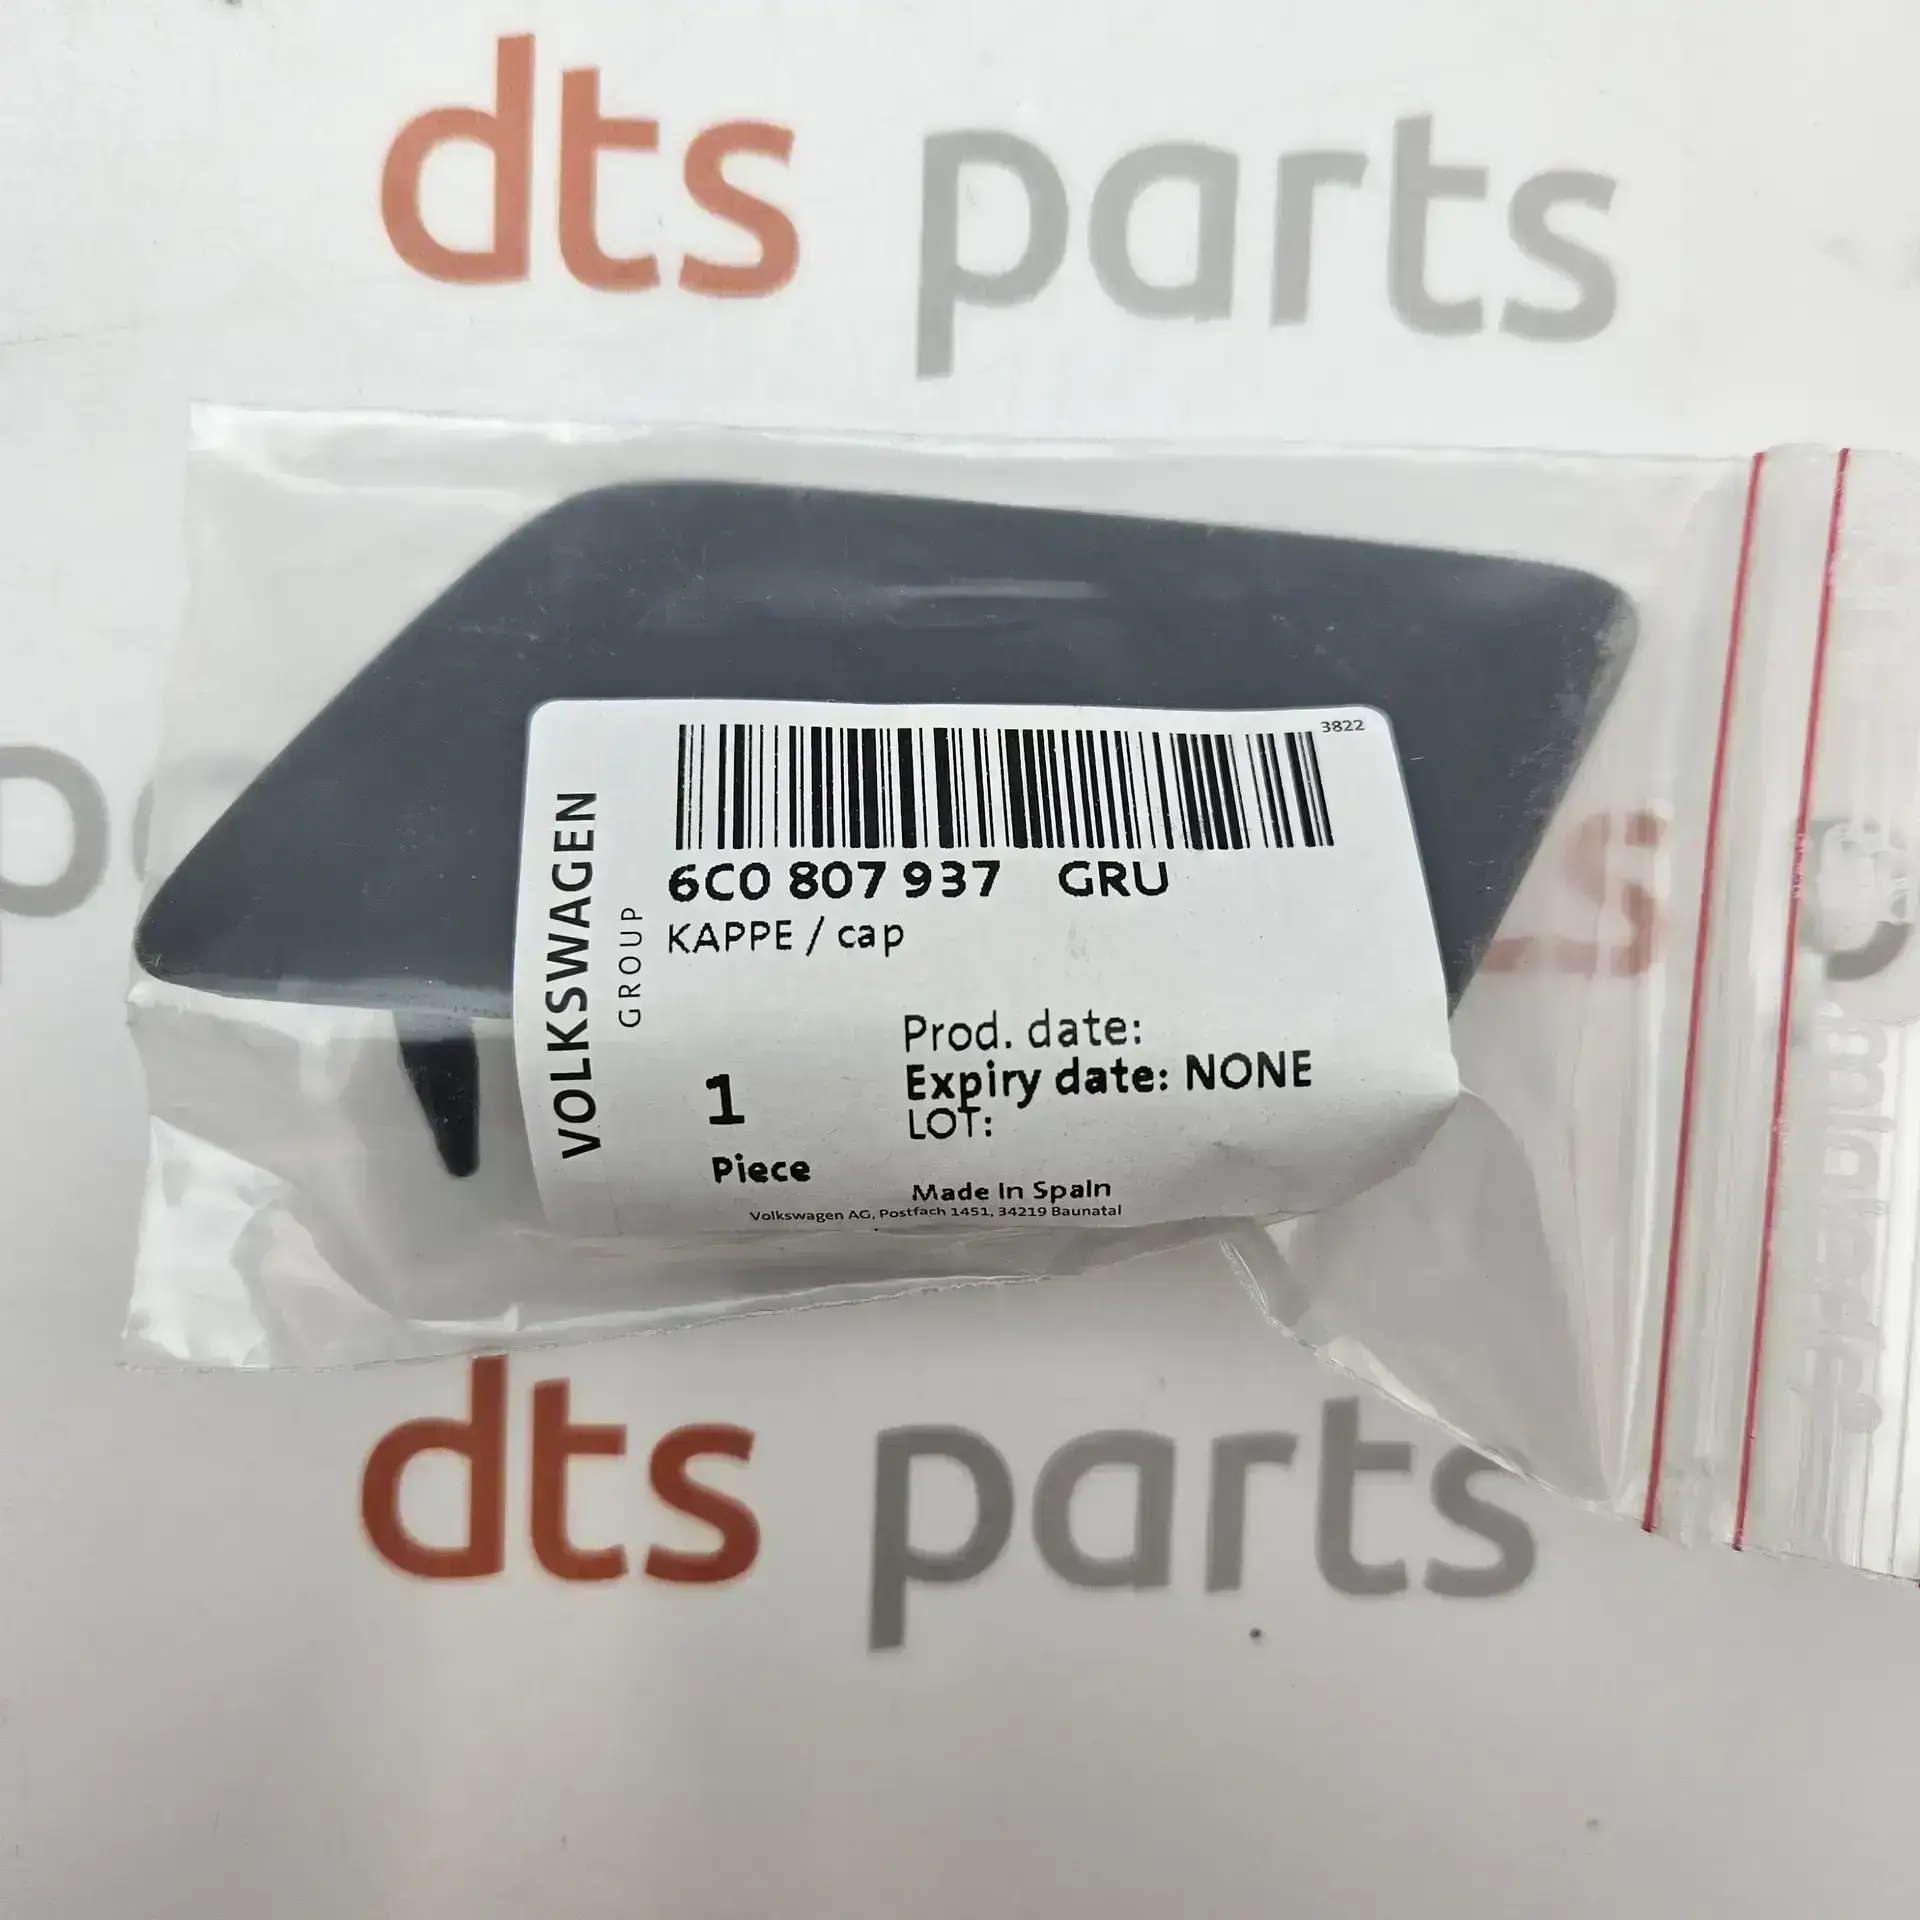 dts parts
3822
6C0 807 937 GRU
KAPPE / cap
VOLKSWAGEN
GROUP
Prod. date:
Expiry date: NONE
LOT:
1
Piece
Made in Spain
Volkswagen AG, Postfach 1451, 34219 Baunatal
dts parts